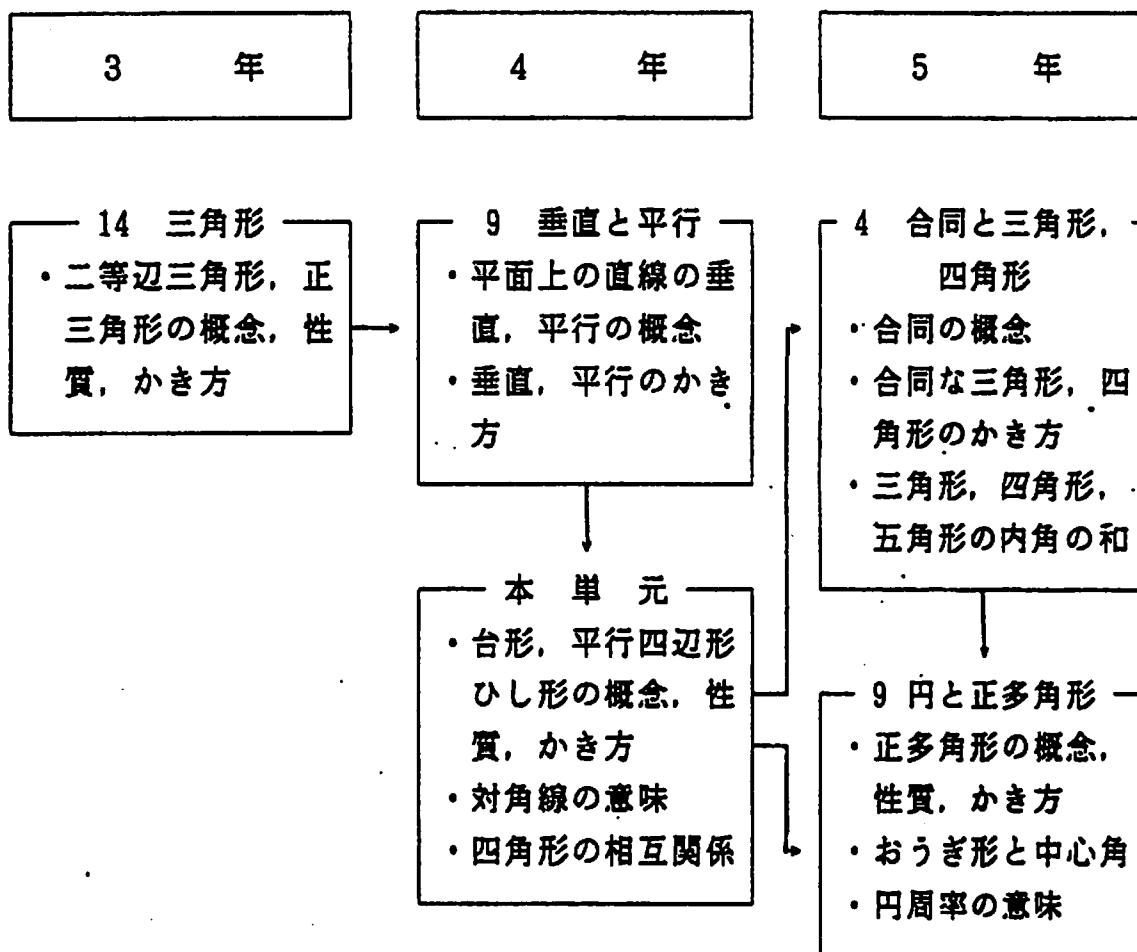 3 年
4 年
5 年
14 三角形
・二等辺三角形，正
三角形の概念，性
質，かき方
9 垂直と平行
・平面上の直線の垂
直，平行の概念
・垂直，平行のかき
方
本 単 元
・台形，平行四辺形
ひし形の概念，性
質，かき方
・対角線の意味
・四角形の相互関係
4 合同と三角形，
四角形
・合同の概念
・合同な三角形，四
角形のかき方
・三角形，四角形，
五角形の内角の和
9 円と正多角形
・正多角形の概念，
性質，かき方
・おうぎ形と中心角
・円周率の意味